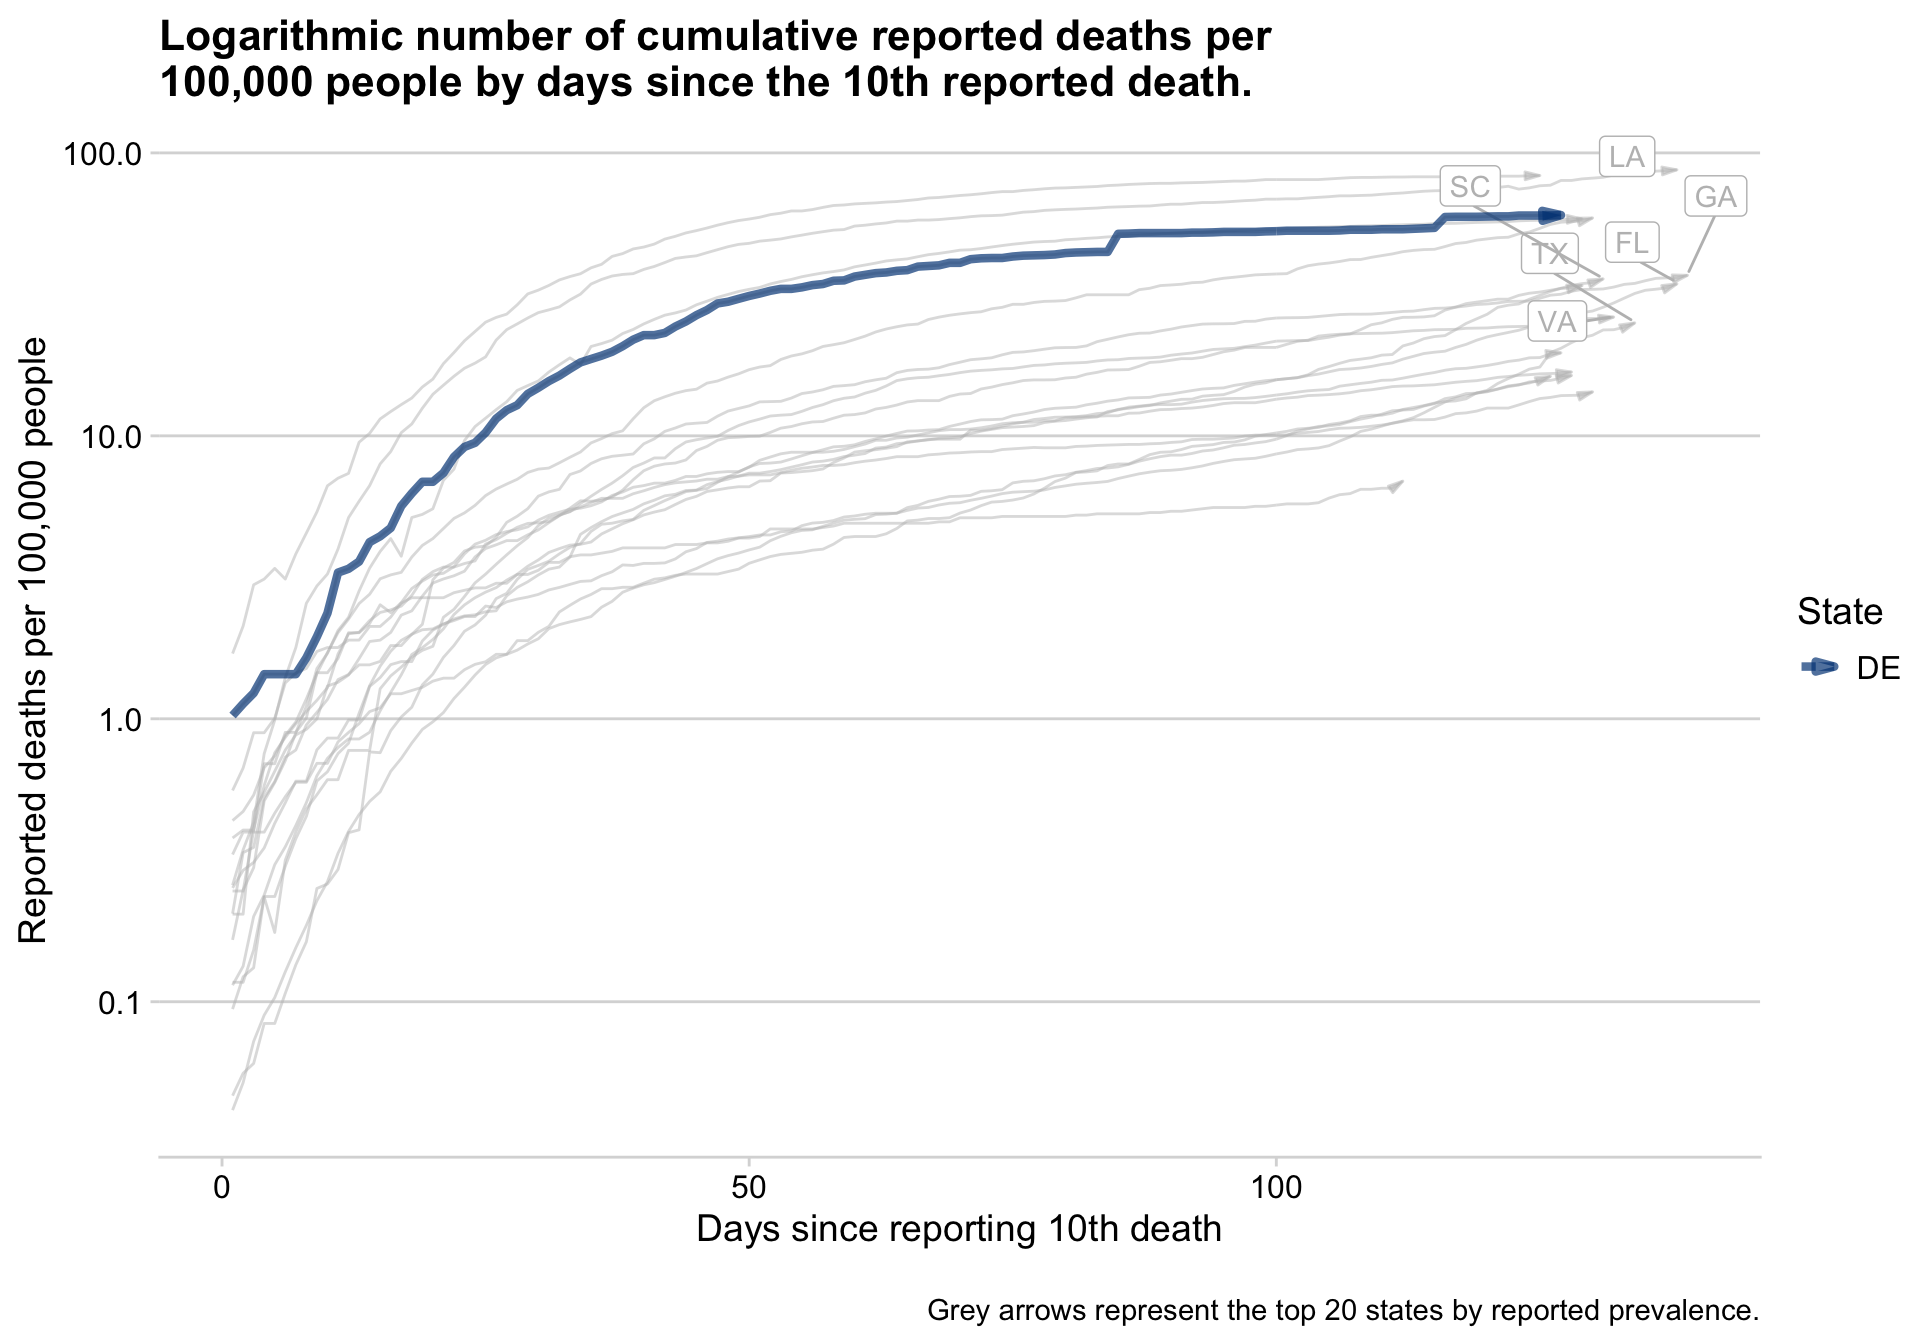 Logarithmic number of cumulative reported deaths per
100,000 people by days since the 10th reported death.
100.0
10.0
1.0
0.1
Reported deaths per 100,000 people
LA
SC
GA
FL
TX
VA
State
DE
0
50
100
Days since reporting 10th death
Grey arrows represent the top 20 states by reported prevalence.